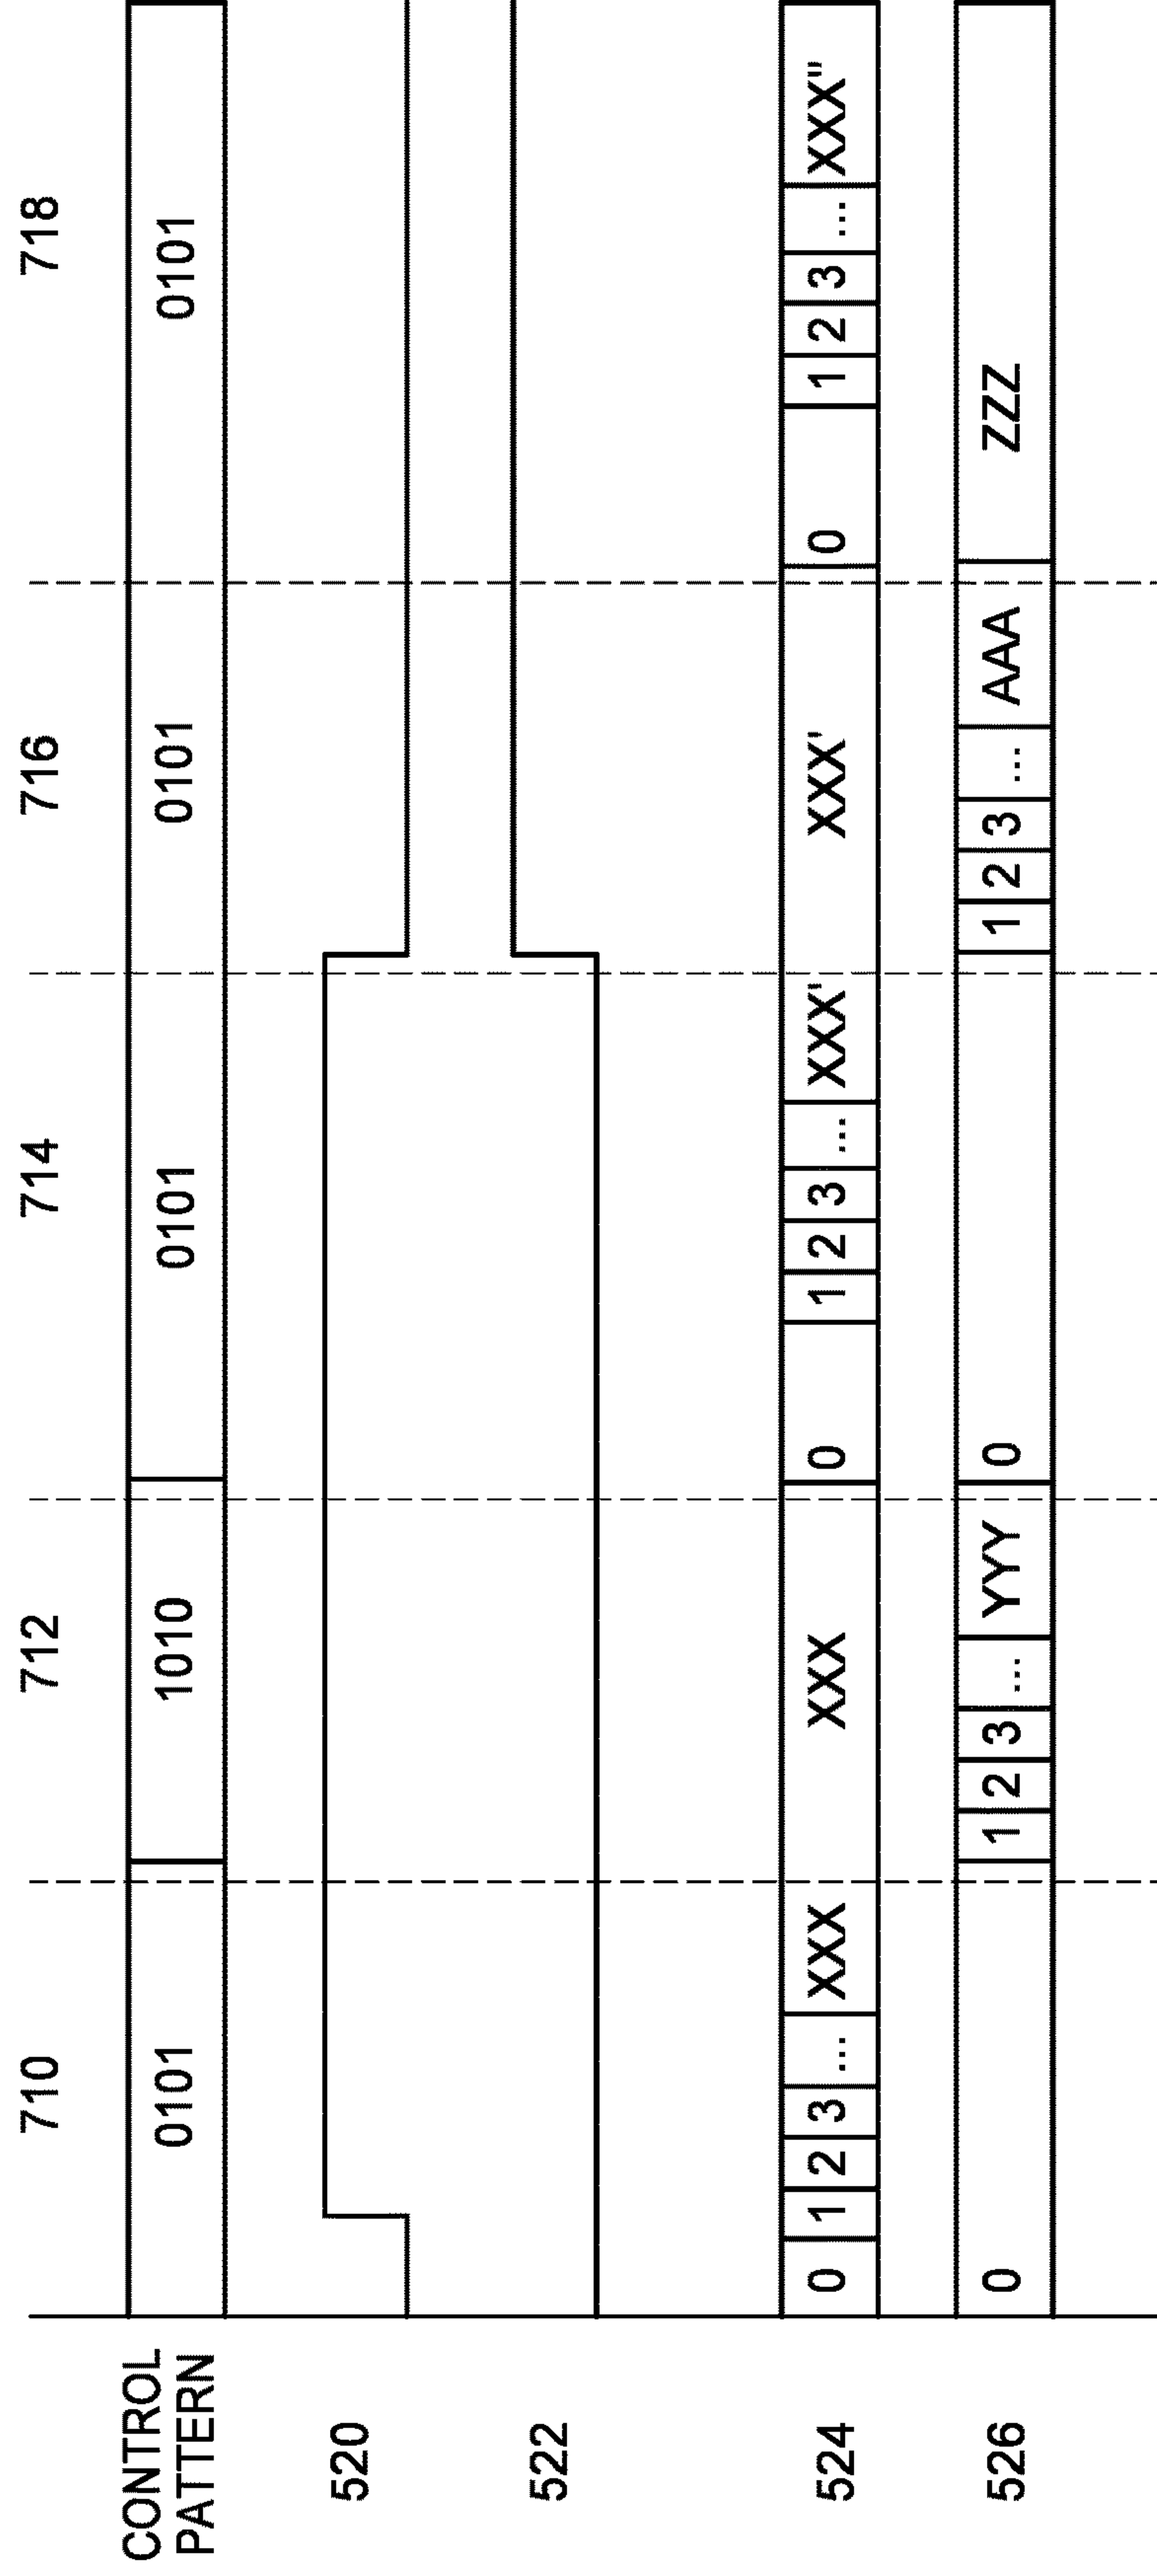 710 712 714 716 718
CONTROL
PATTERN
0101 1010 0101 0101 0101
520
522
524
0 1 2 3 ... XXX XXX 0 1 2 3 ... XXX' XXX' 0 1 2 3 ... XXX"
526
0 1 2 3 ... YYY 0 1 2 3 ... AAA ZZZ